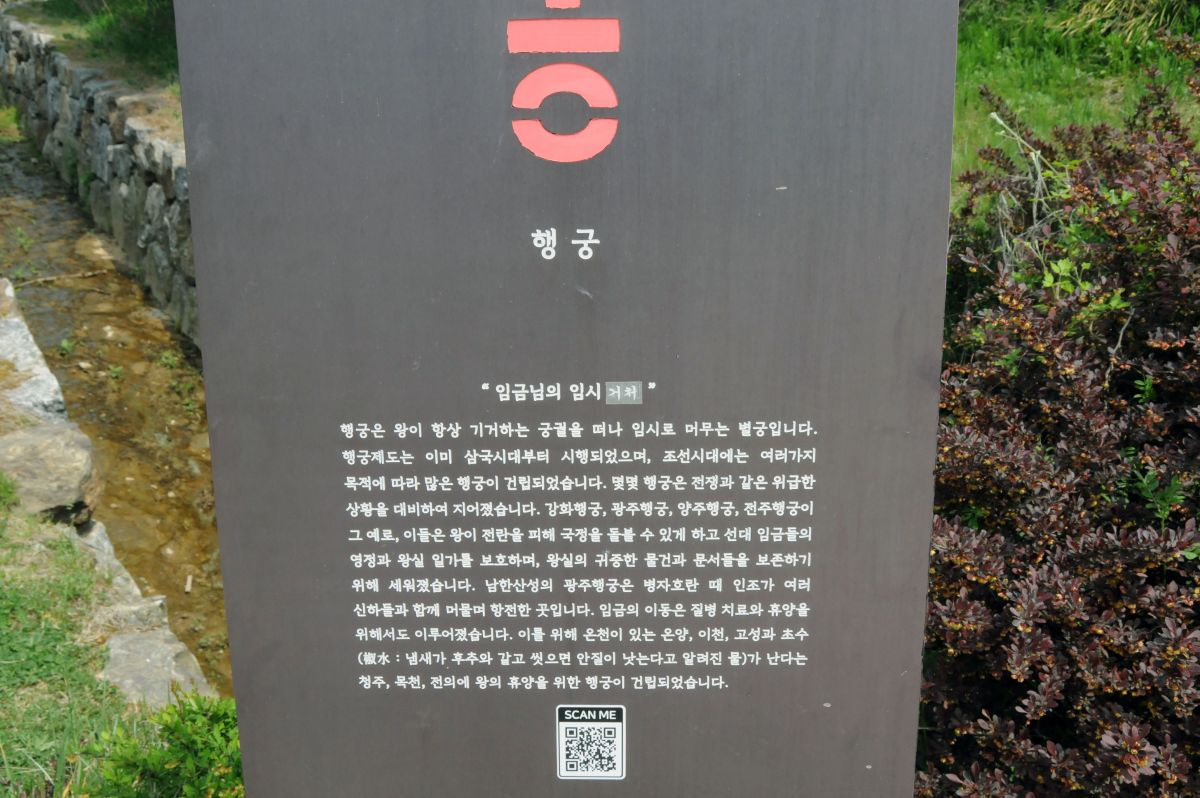 행궁
“ 임금님의 임시 거처 ”
행궁은 왕이 항상 기거하는 궁궐을 떠나 임시로 머무는 별궁입니다.
행궁제도는 이미 삼국시대부터 시행되었으며, 조선시대에는 여러가지
목적에 따라 많은 행궁이 건립되었습니다. 몇몇 행궁은 전쟁과 같은 위급한
상황을 대비하여 지어졌습니다. 강화행궁, 광주행궁, 양주행궁, 전주행궁이
그 예로, 이들은 왕이 전란을 피해 국정을 돌볼 수 있게 하고 선대 임금들의
영정과 왕실 일가를 보호하며, 왕실의 귀중한 물건과 문서들을 보존하기
위해 세워졌습니다. 남한산성의 광주행궁은 병자호란 때 인조가 여러
신하들과 함께 머물며 항전한 곳입니다. 임금의 이동은 질병 치료와 휴양을
위해서도 이루어졌습니다. 이를 위해 온천이 있는 온양, 이천, 고성과 초수
(椒水 : 냄새가 후추와 같고 씻으면 안질이 낫는다고 알려진 물)가 난다는
청주, 목천, 전의에 왕의 휴양을 위한 행궁이 건립되었습니다.
SCAN ME